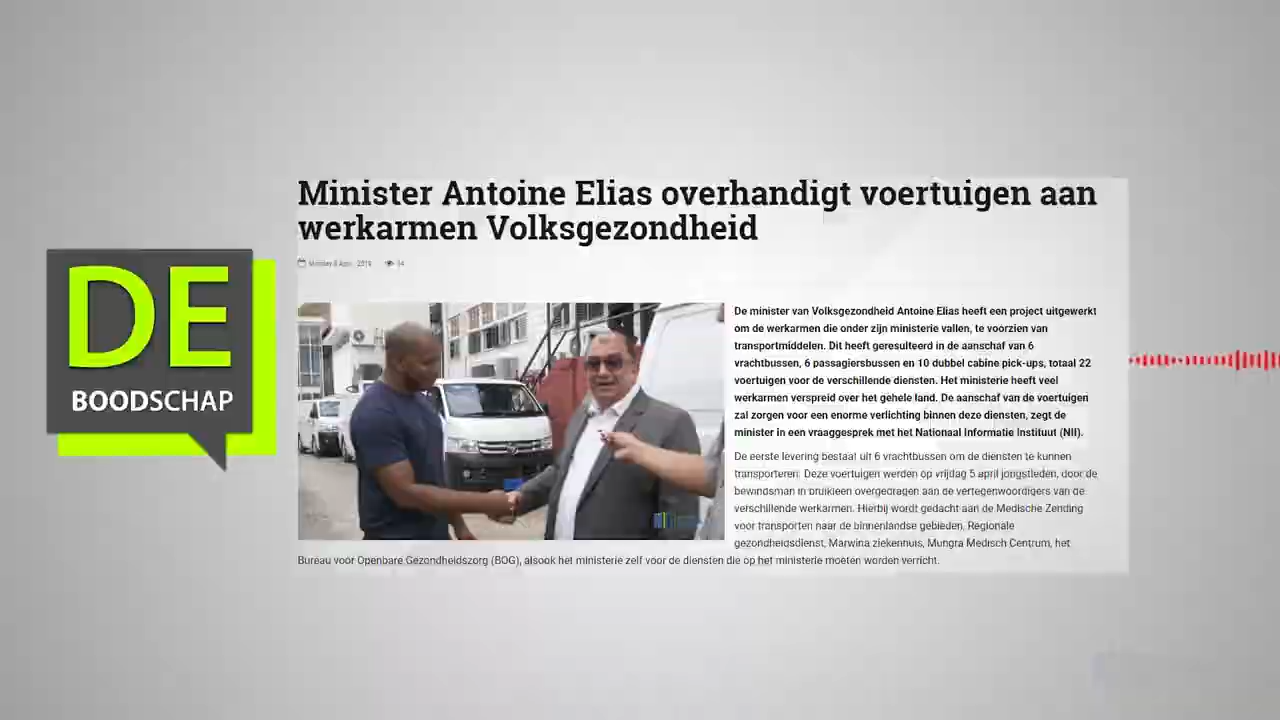 DE
BOODSCHAP
Minister Antoine Elias overhandigt voertuigen aan
werkarmen Volksgezondheid
14
De minister van Volksgezondheid Antoine Elias heeft een project uitgewerkt
om de werkarmen die onder zijn ministerie vallen, te voorzien van
transportmiddelen. Dit heeft geresulteerd in de aanschaf van 6
vrachtbussen, 6 passagiersbussen en 10 dubbel cabine pick-ups, totaal 22
voertuigen voor de verschillende diensten. Het ministerie heeft veel
werkarmen verspreid over het gehele land. De aanschaf van de voertuigen
zal zorgen voor een enorme verlichting binnen deze diensten, zegt de
minister in een vraaggesprek met het Nationaal Informatie Instituut (NII).
De eerste levering bestaat uit 6 vrachtbussen om de diensten te kunnen
transporteren. Deze voertuigen werden op vrijdag 5 april jongstleden, door de
bewindsman in bruikleen overgedragen aan de vertegenwoordigers van de
verschillende werkarmen. Hierbij wordt gedacht aan de Medische Zending
voor transporten naar de binnenlandse gebieden, Regionale
gezondheidsdienst, Marwina ziekenhuis, Mungra Medisch Centrum, het
Bureau voor Openbare Gezondheidszorg (BOG), alsook het ministerie zelf voor de diensten die op het ministerie moeten worden verricht.